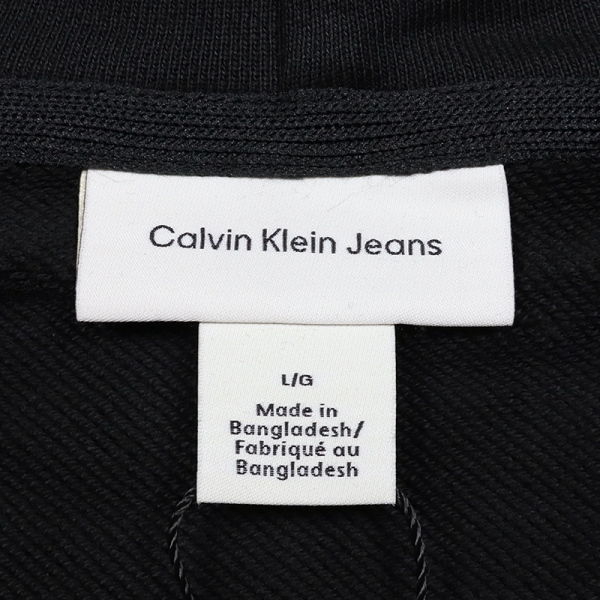 Calvin Klein Jeans
L/G
Made in
Bangladesh/
Fabriqué au
Bangladesh